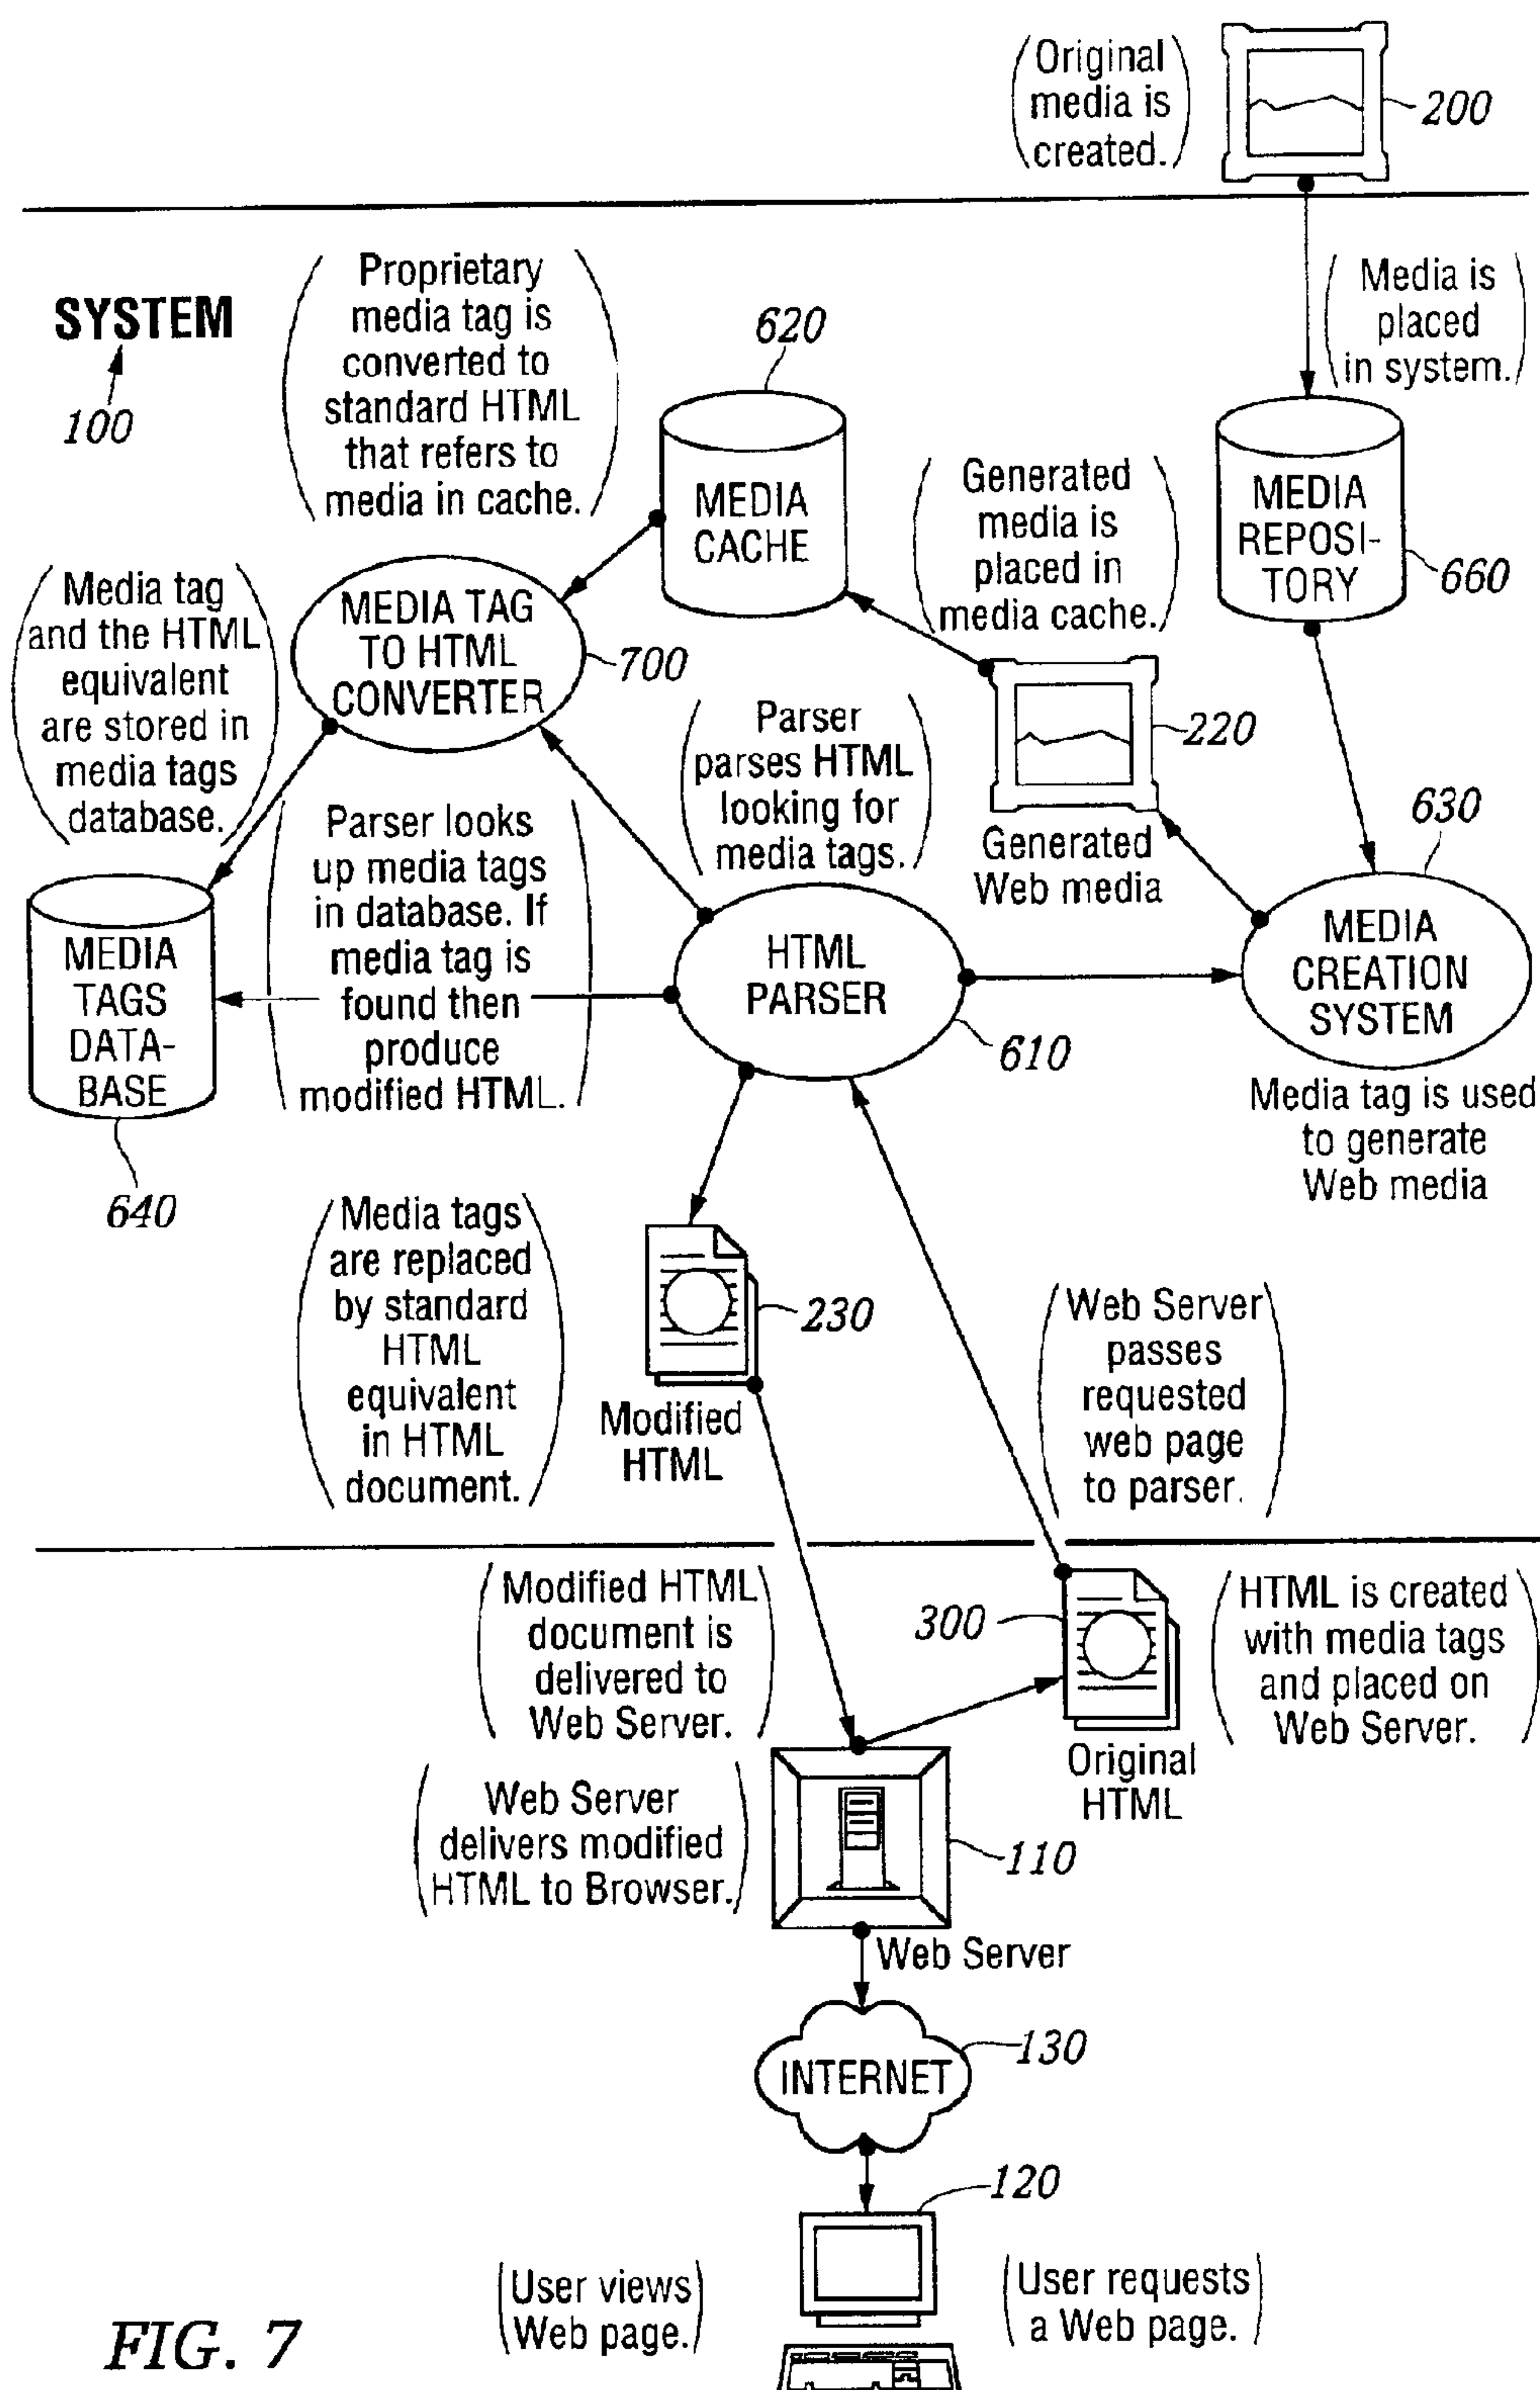 Original
media is
created.
200
SYSTEM
100
Proprietary
media tag is
converted to
standard HTML
that refers to
media in cache.
620
MEDIA
CACHE
Media is
placed
in system.
MEDIA
REPOSI-
TORY
660
Generated
media is
placed in
media cache.
Media tag
and the HTML
equivalent
are stored in
media tags
database.
MEDIA TAG
TO HTML
CONVERTER
700
220
Generated
Web media
Parser
parses HTML
looking for
media tags.
630
MEDIA
CREATION
SYSTEM
Media tag is used
to generate
Web media
Parser looks
up media tags
in database. If
media tag is
found then
produce
modified HTML.
MEDIA
TAGS
DATA-
BASE
640
HTML
PARSER
610
Media tags
are replaced
by standard
HTML
equivalent
in HTML
document.
230
Modified
HTML
Web Server
passes
requested
web page
to parser.
Modified HTML
document is
delivered to
Web Server.
300
Original
HTML
HTML is created
with media tags
and placed on
Web Server.
Web Server
delivers modified
HTML to Browser.
110
Web Server
INTERNET
130
120
User views
Web page.
User requests
a Web page.
FIG. 7